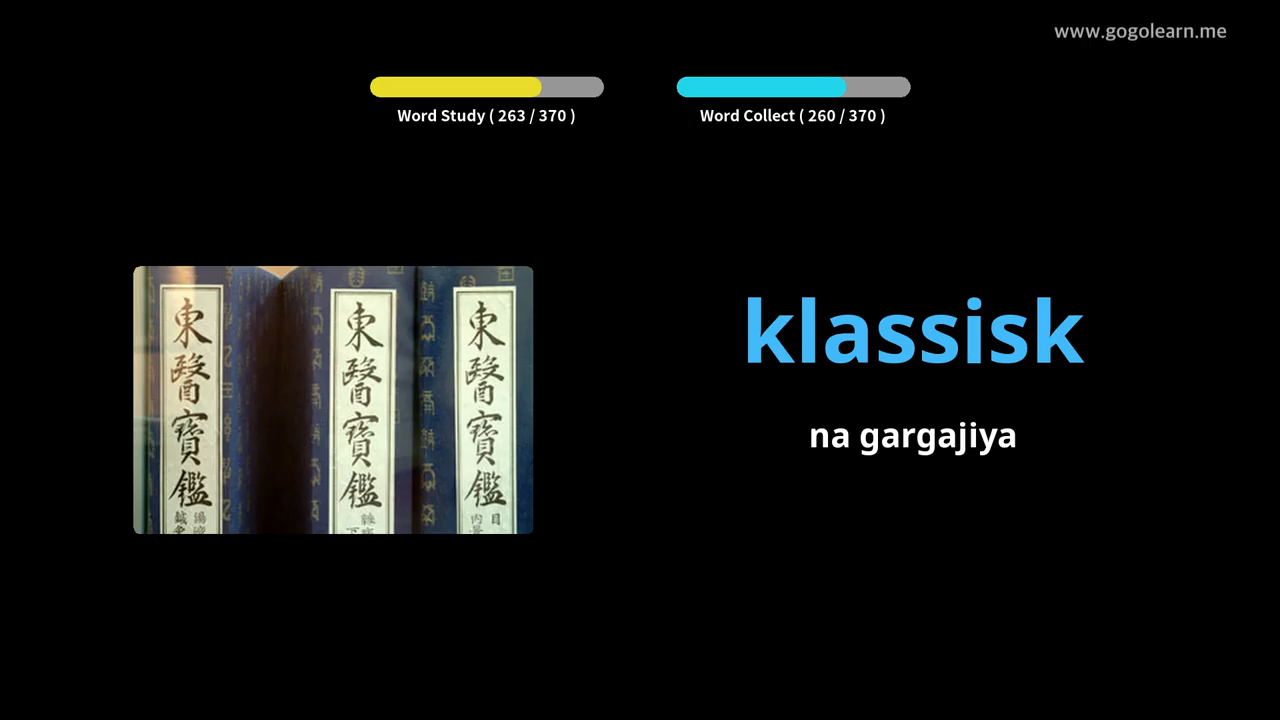 www.gogolearn.me
Word Study ( 263 / 370 )
Word Collect ( 260 / 370 )
東醫寶鑑
東醫寶鑑
東醫寶鑑
klassisk
na gargajiya